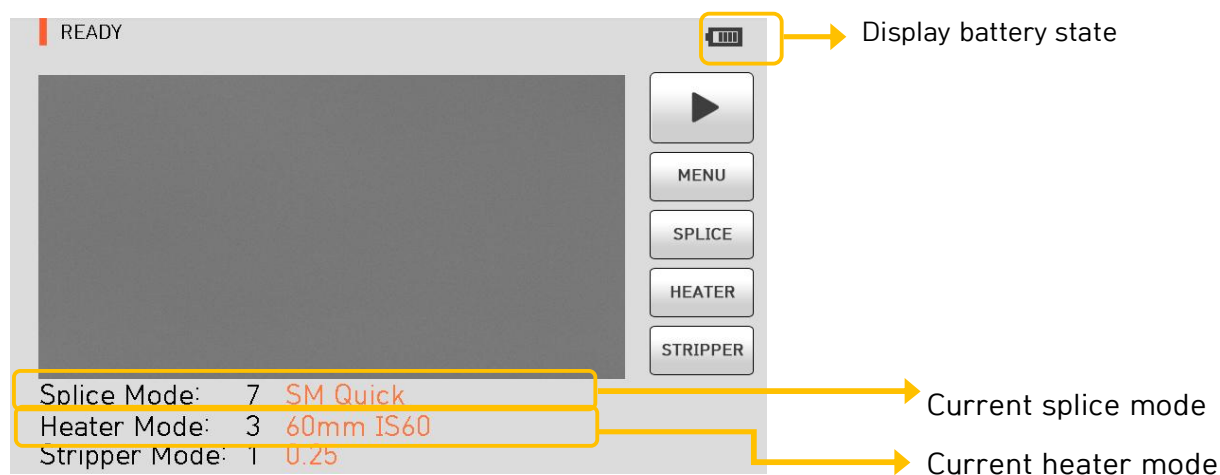 READY
Display battery state
MENU
SPLICE
HEATER
STRIPPER
Splice Mode: 7 SM Quick
Current splice mode
Heater Mode: 3 60mm IS60
Stripper Mode: 1 0.25
Current heater mode